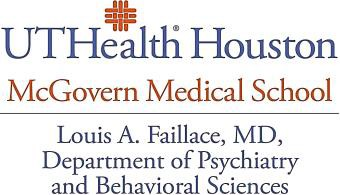 UTHealth® Houston
McGovern Medical School
Louis A. Faillace, MD,
Department of Psychiatry
and Behavioral Sciences